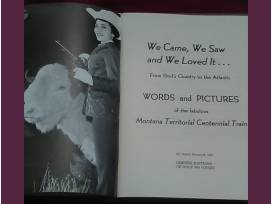 We Came, We Saw
and We Loved It . . .
From God's Country to the Atlantic
WORDS and PICTURES
of the fabulous
Montana Territorial Centennial Train